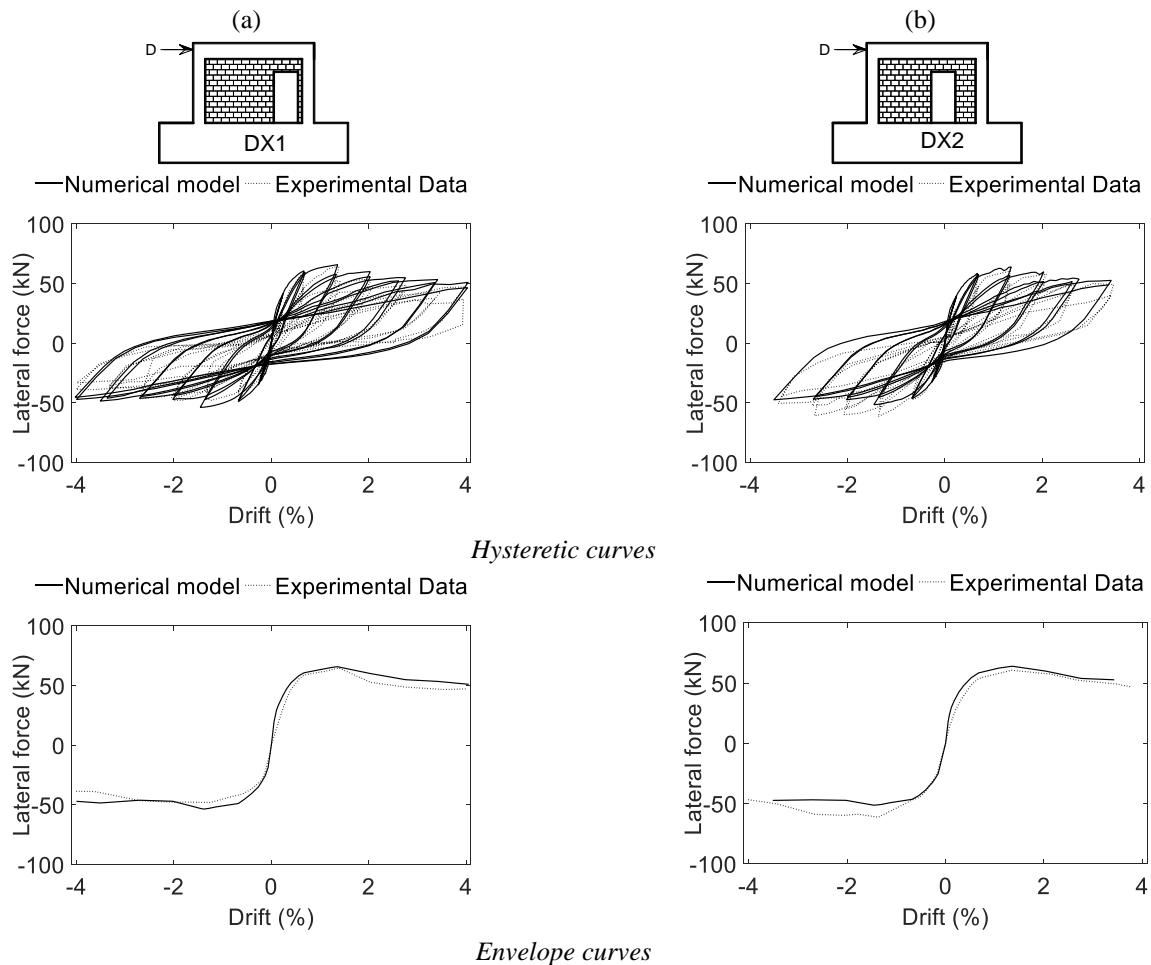 (a)
(b)
D
D
DX1
DX2
Numerical model Experimental Data
Numerical model Experimental Data
100
50
0
-50
-100
Lateral force (kN)
-4 -2 0 2 4
Drift (%)
100
50
0
-50
-100
Lateral force (kN)
-4 -2 0 2 4
Drift (%)
Hysteretic curves
Numerical model Experimental Data
Numerical model Experimental Data
100
50
0
-50
-100
Lateral force (kN)
-4 -2 0 2 4
Drift (%)
100
50
0
-50
-100
Lateral force (kN)
-4 -2 0 2 4
Drift (%)
Envelope curves